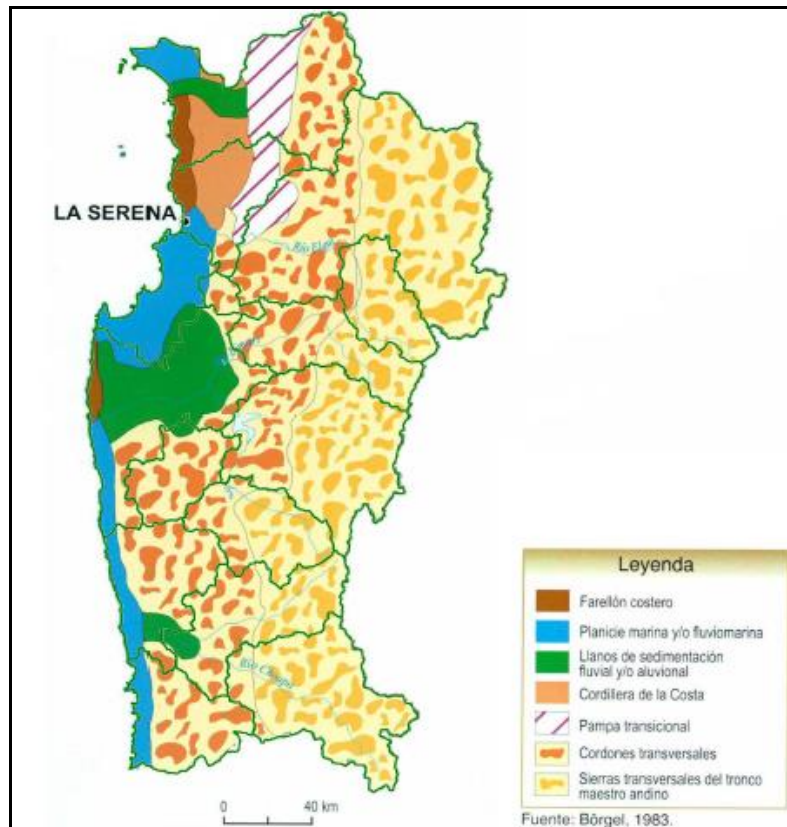 LA SERENA
Río Elqui
Río Choapa
0 40 km
Leyenda
Farellón costero
Planicie marina y/o fluviomarina
Llanos de sedimentación
fluvial y/o aluvional
Cordillera de la Costa
Pampa transicional
Cordones transversales
Sierras transversales del tronco
maestro andino
Fuente: Börgel, 1983.